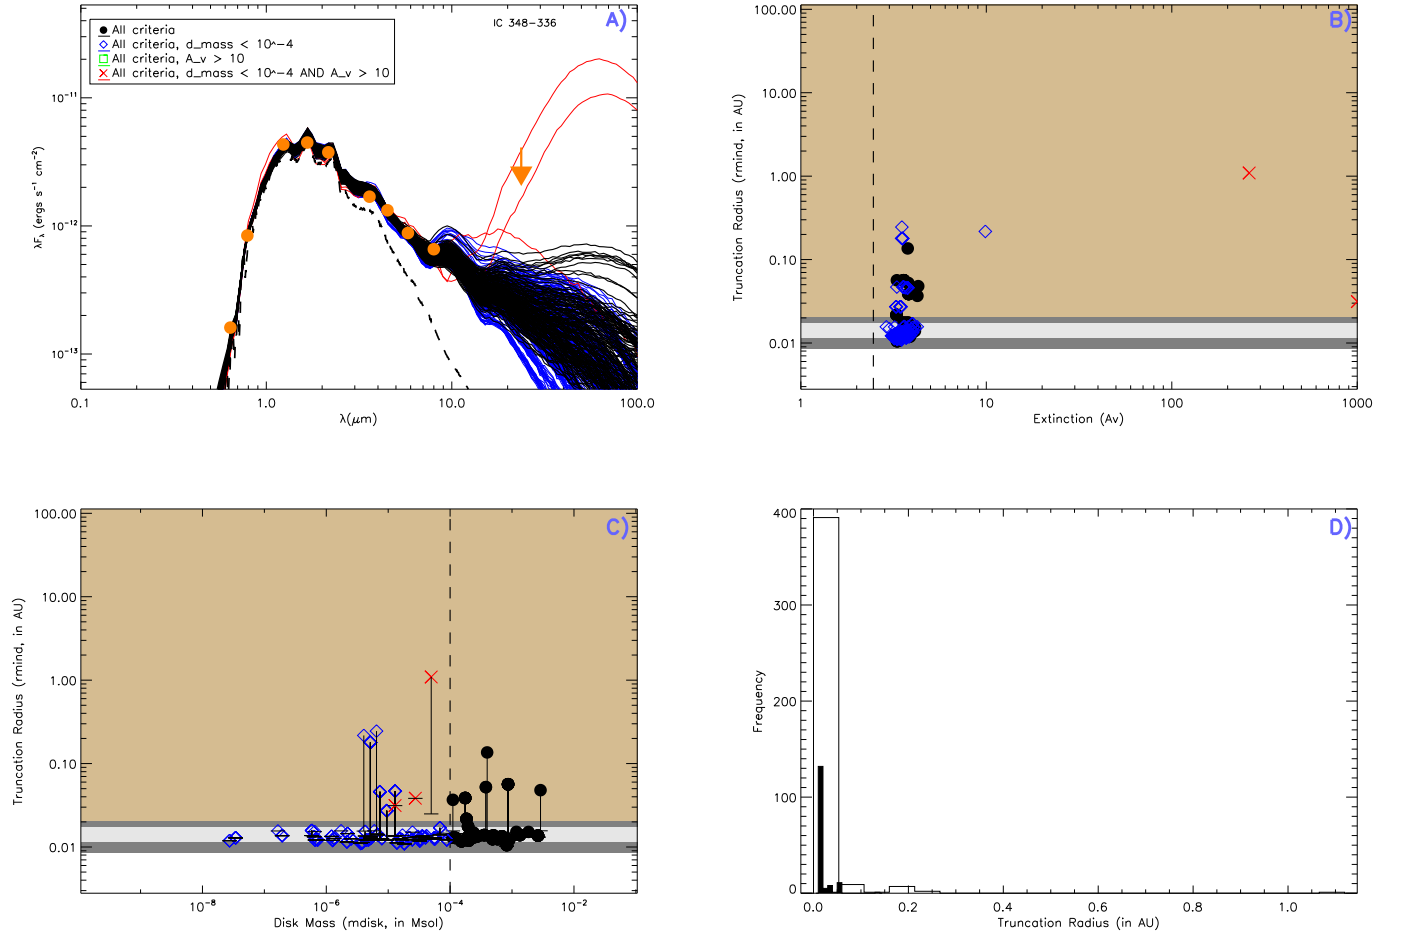 IC 348-336
A)
All criteria
All criteria, d_mass < 10^-4
All criteria, A_v > 10
All criteria, d_mass < 10^-4 AND A_v > 10
10⁻¹¹
10⁻¹²
10⁻¹³
λFλ (ergs s⁻¹ cm⁻²)
0.1 1.0 10.0 100.0
λ(μm)
B)
100.00
10.00
1.00
0.10
0.01
Truncation Radius (rmind, in AU)
1 10 100 1000
Extinction (Av)
C)
100.00
10.00
1.00
0.10
0.01
Truncation Radius (rmind, in AU)
10⁻⁸ 10⁻⁶ 10⁻⁴ 10⁻²
Disk Mass (mdisk, in Msol)
D)
400
300
200
100
0
Frequency
0.0 0.2 0.4 0.6 0.8 1.0
Truncation Radius (in AU)